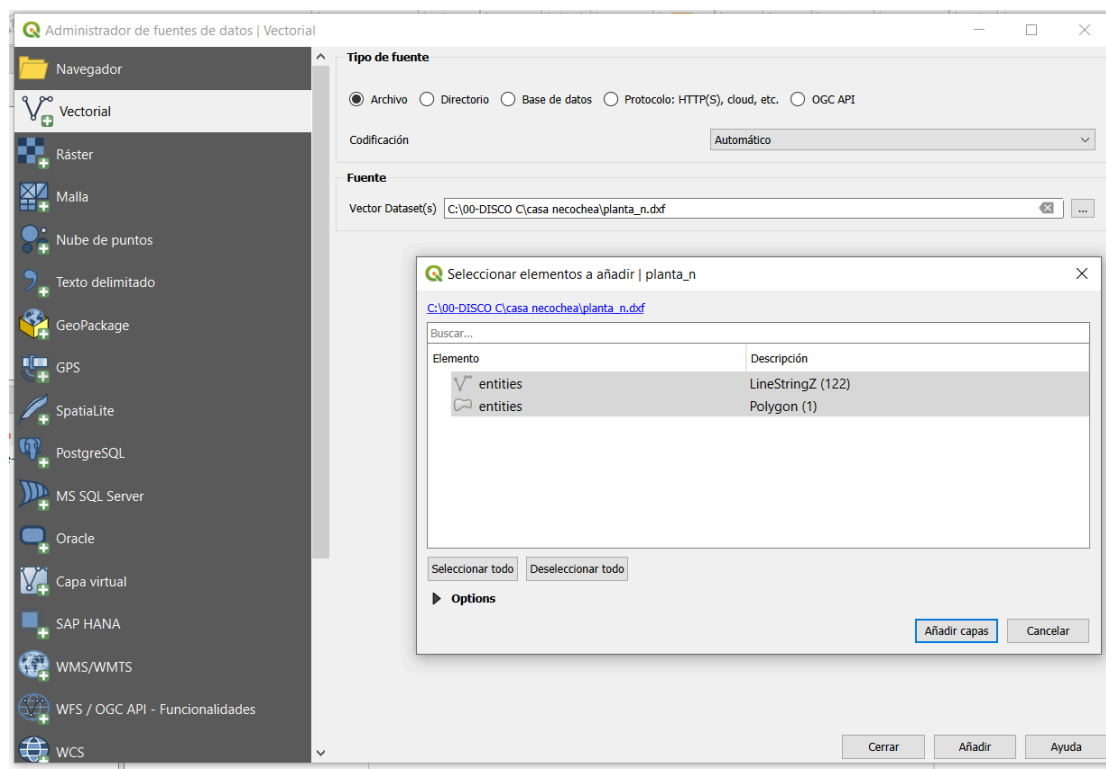 Administrador de fuentes de datos | Vectorial
Navegador
Vectorial
Ráster
Malla
Nube de puntos
Texto delimitado
GeoPackage
GPS
SpatiaLite
PostgreSQL
MS SQL Server
Oracle
Capa virtual
SAP HANA
WMS/WMTS
WFS / OGC API - Funcionalidades
WCS
Tipo de fuente
Archivo Directorio Base de datos Protocolo: HTTP(S), cloud, etc. OGC API
Codificación Automático
Fuente
Vector Dataset(s) C:\00-DISCO C\casa necochea\planta_n.dxf ...
Seleccionar elementos a añadir | planta_n
C:\00-DISCO C\casa necochea\planta_n.dxf
Buscar...
Elemento Descripción
entities LineStringZ (122)
entities Polygon (1)
Seleccionar todo Deseleccionar todo
Options
Añadir capas Cancelar
Cerrar Añadir Ayuda